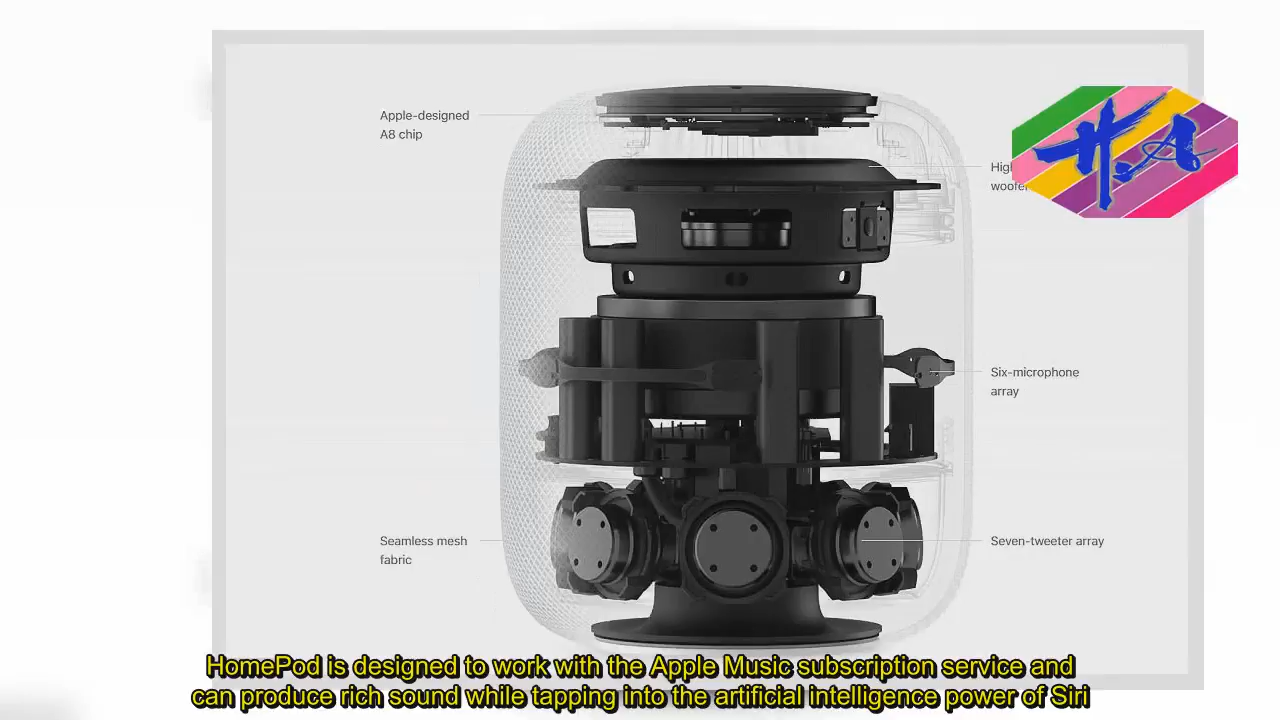 Apple-designed
A8 chip
woofer
Six-microphone
array
Seamless mesh
fabric
Seven-tweeter array
HomePod is designed to work with the Apple Music subscription service and
can produce rich sound while tapping into the artificial intelligence power of Siri